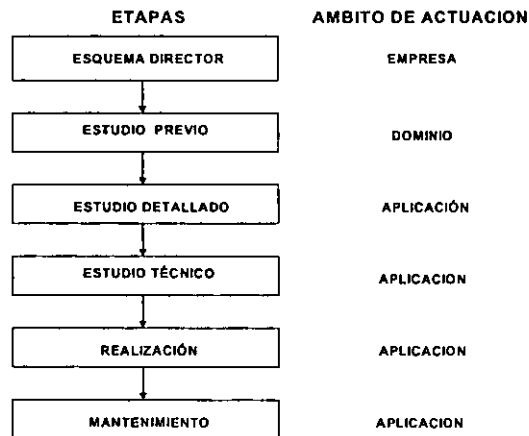 ETAPAS AMBITO DE ACTUACION
ESQUEMA DIRECTOR EMPRESA
ESTUDIO PREVIO DOMINIO
ESTUDIO DETALLADO APLICACIÓN
ESTUDIO TÉCNICO APLICACION
REALIZACIÓN APLICACION
MANTENIMIENTO APLICACION